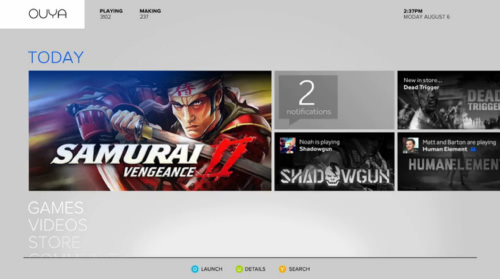 OUYA
PLAYING
3102
MAKING
237
2:37PM
MODAY AUGUST 6
TODAY
SAMURAI II
VENGEANCE
2
notifications
New in store...
Dead Trigger
DEAD
TRIGGER
Noah is playing
Shadowgun
SHADOWGUN
Matt and Barton are playing
Human Element
HUMAN ELEMENT
GAMES
VIDEOS
STORE
LAUNCH
DETAILS
SEARCH